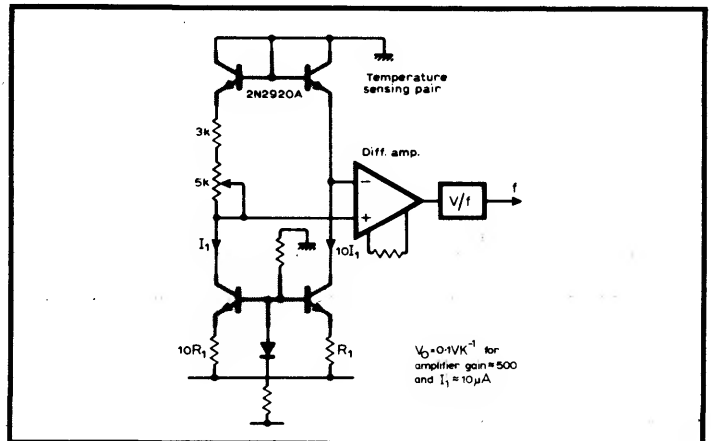 Temperature
sensing pair
2N2920A
3k
Diff. amp.
5k
−
+
V/f
f
I₁
10I₁
10R₁
R₁
V₀=0·1VK⁻¹ for
amplifier gain≈500
and I₁≈10μA